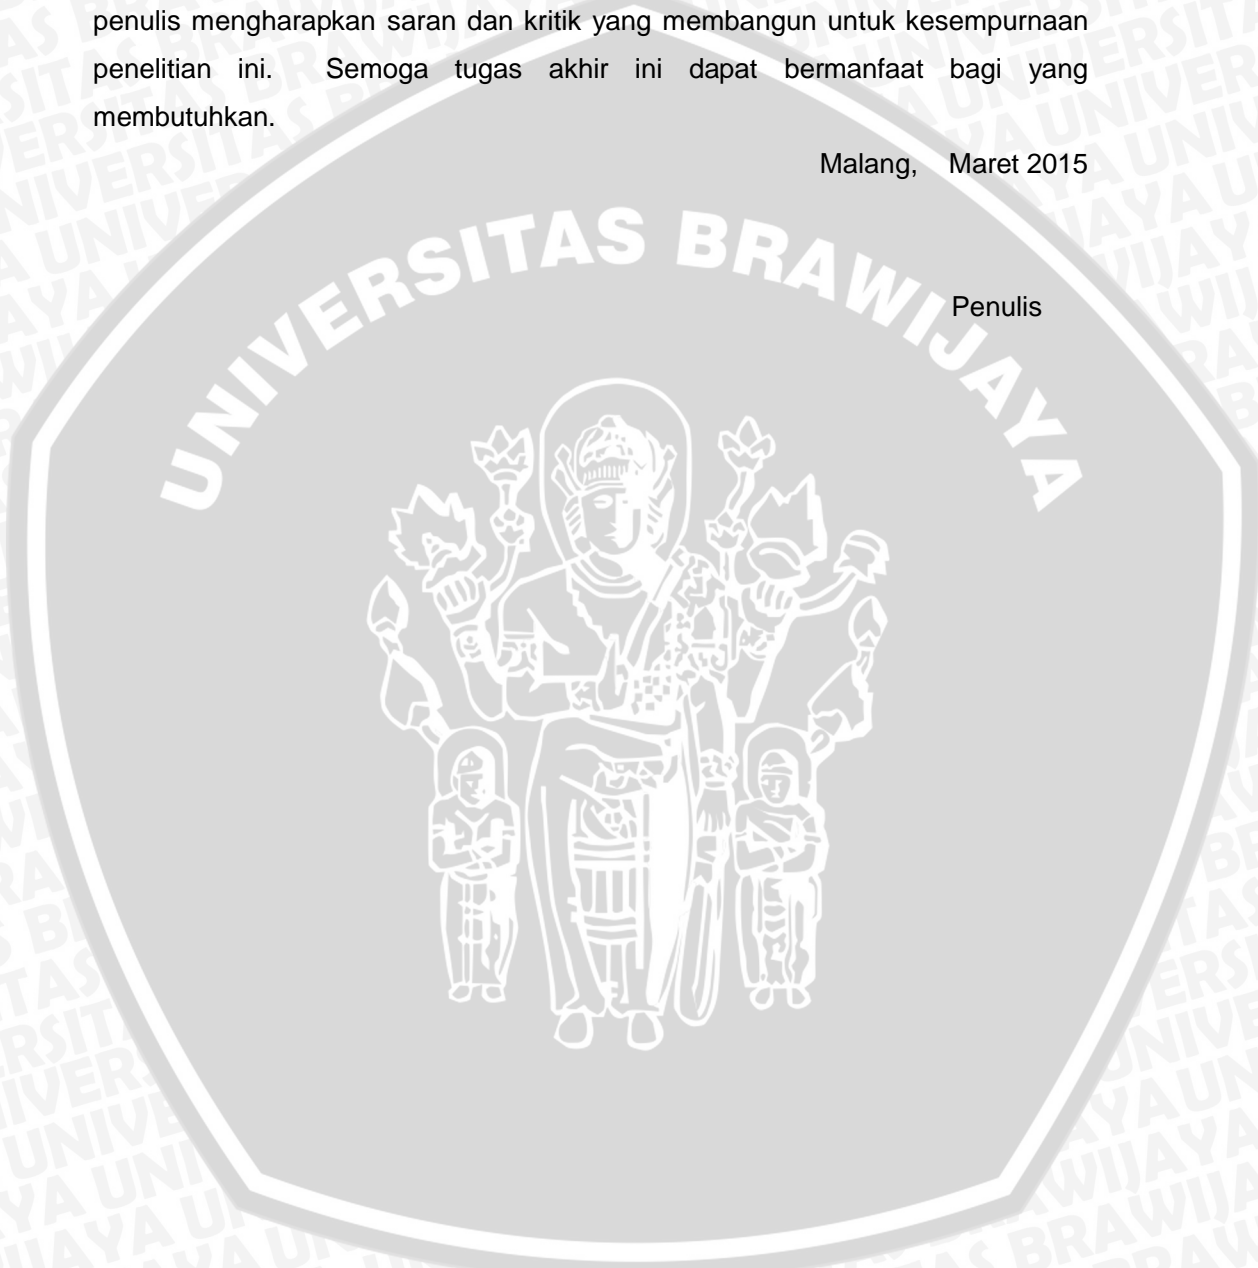 penulis mengharapkan saran dan kritik yang membangun untuk kesempurnaan
penelitian ini. Semoga tugas akhir ini dapat bermanfaat bagi yang
membutuhkan.
Malang, Maret 2015
Penulis
UNIVERSITAS BRAWIJAYA